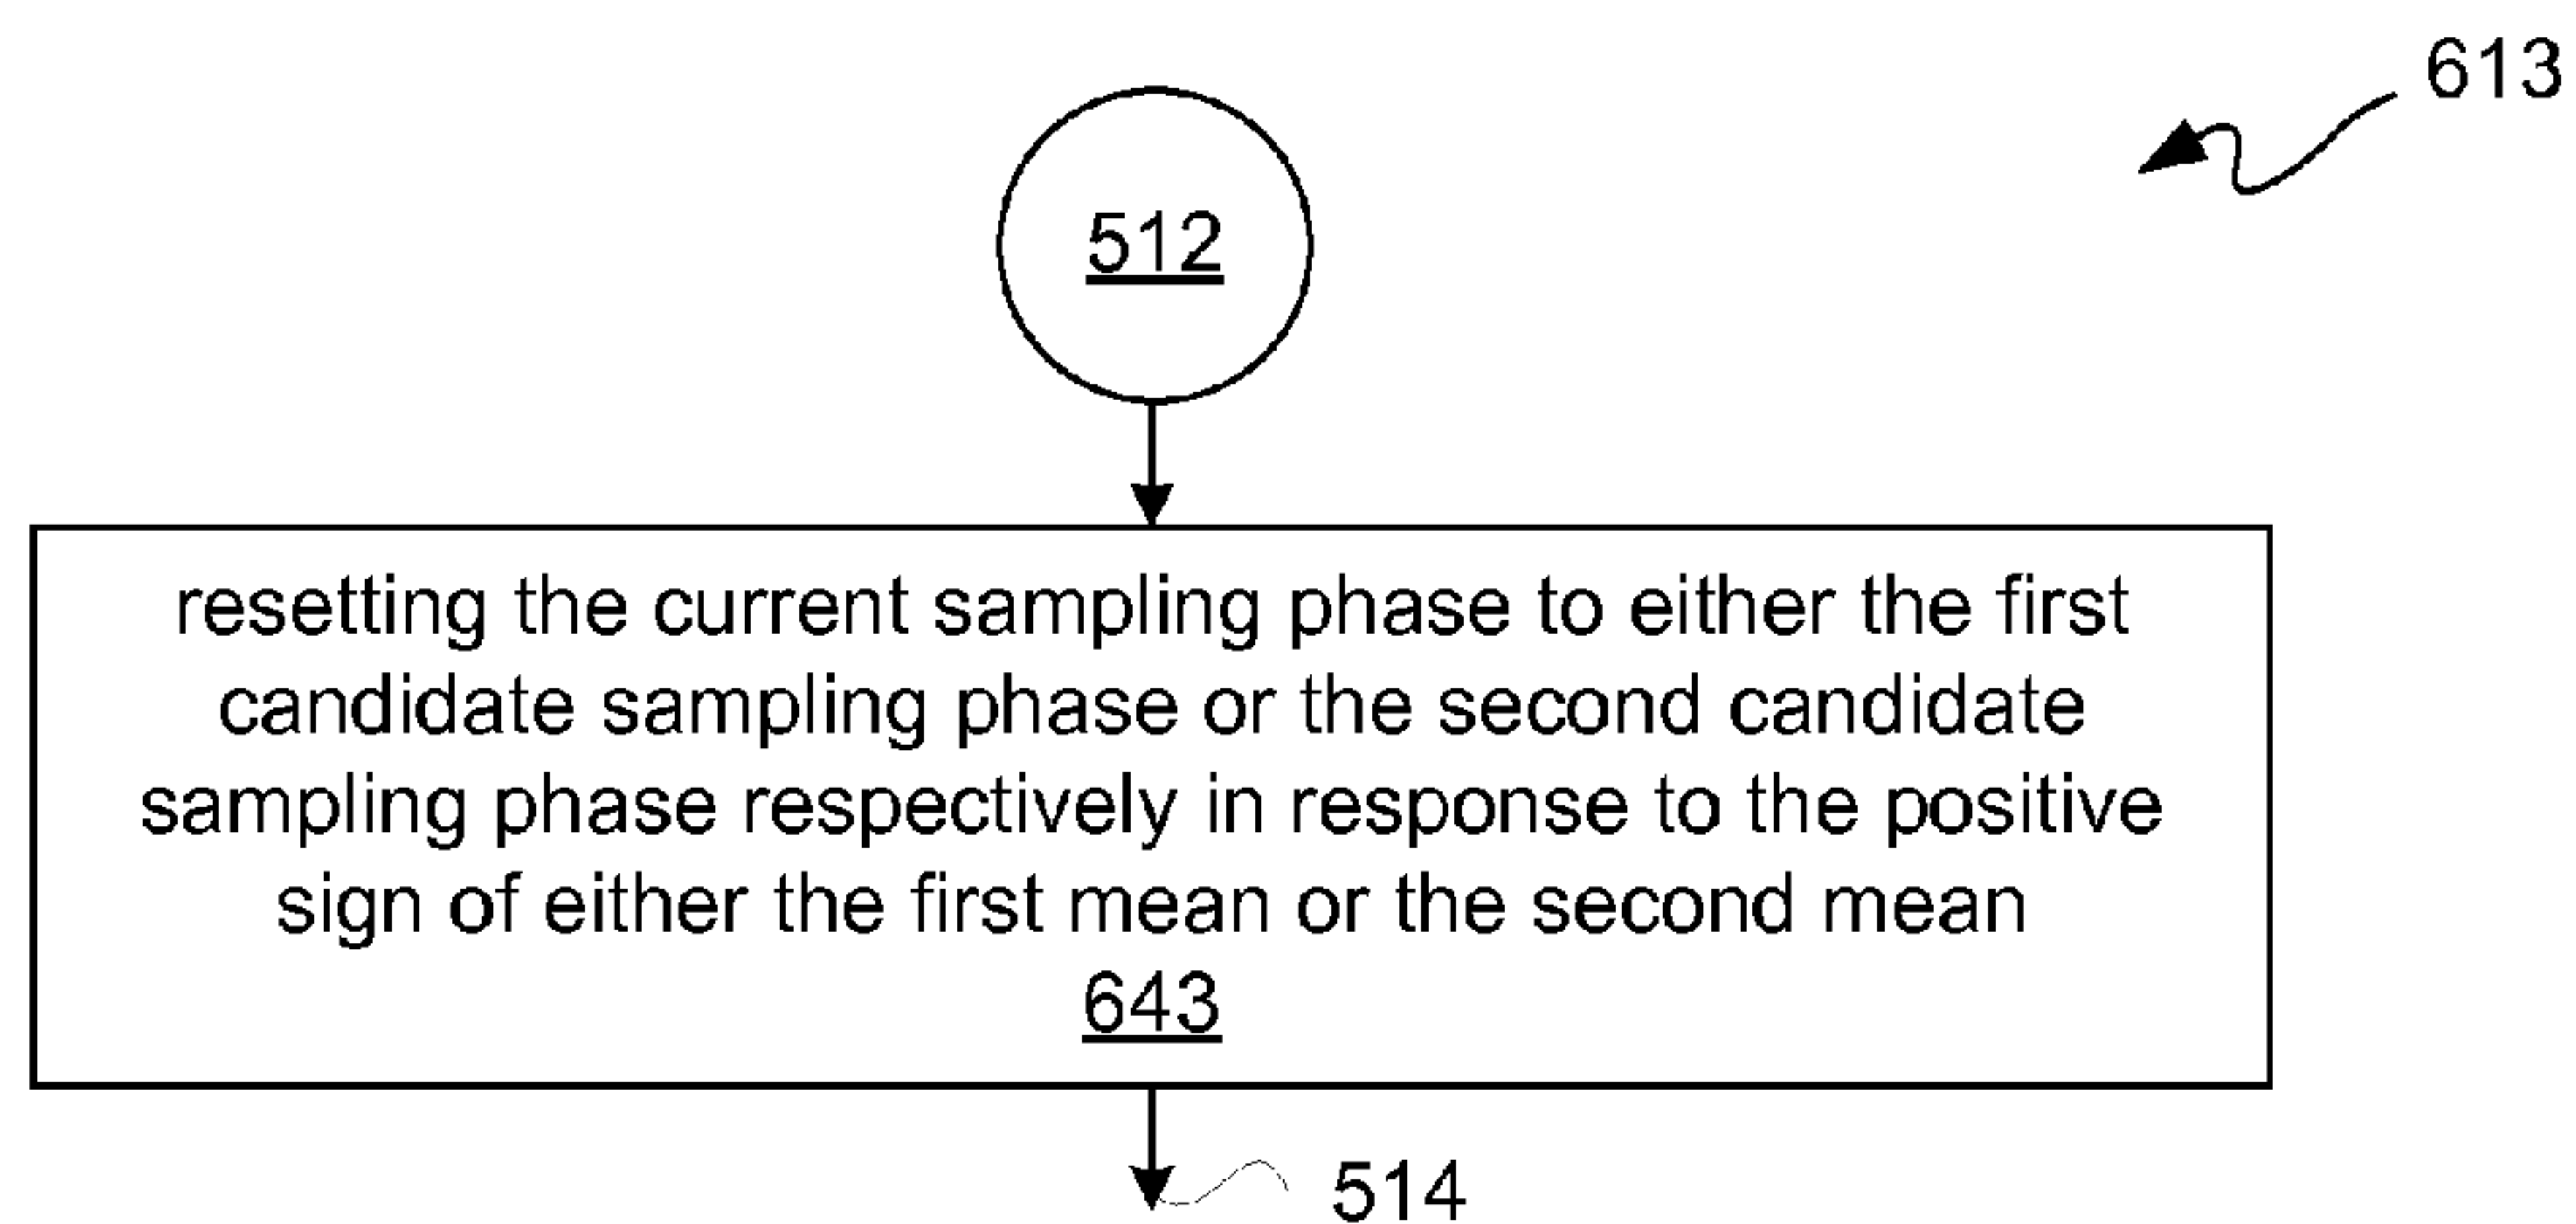 613
512
resetting the current sampling phase to either the first
candidate sampling phase or the second candidate
sampling phase respectively in response to the positive
sign of either the first mean or the second mean
643
514